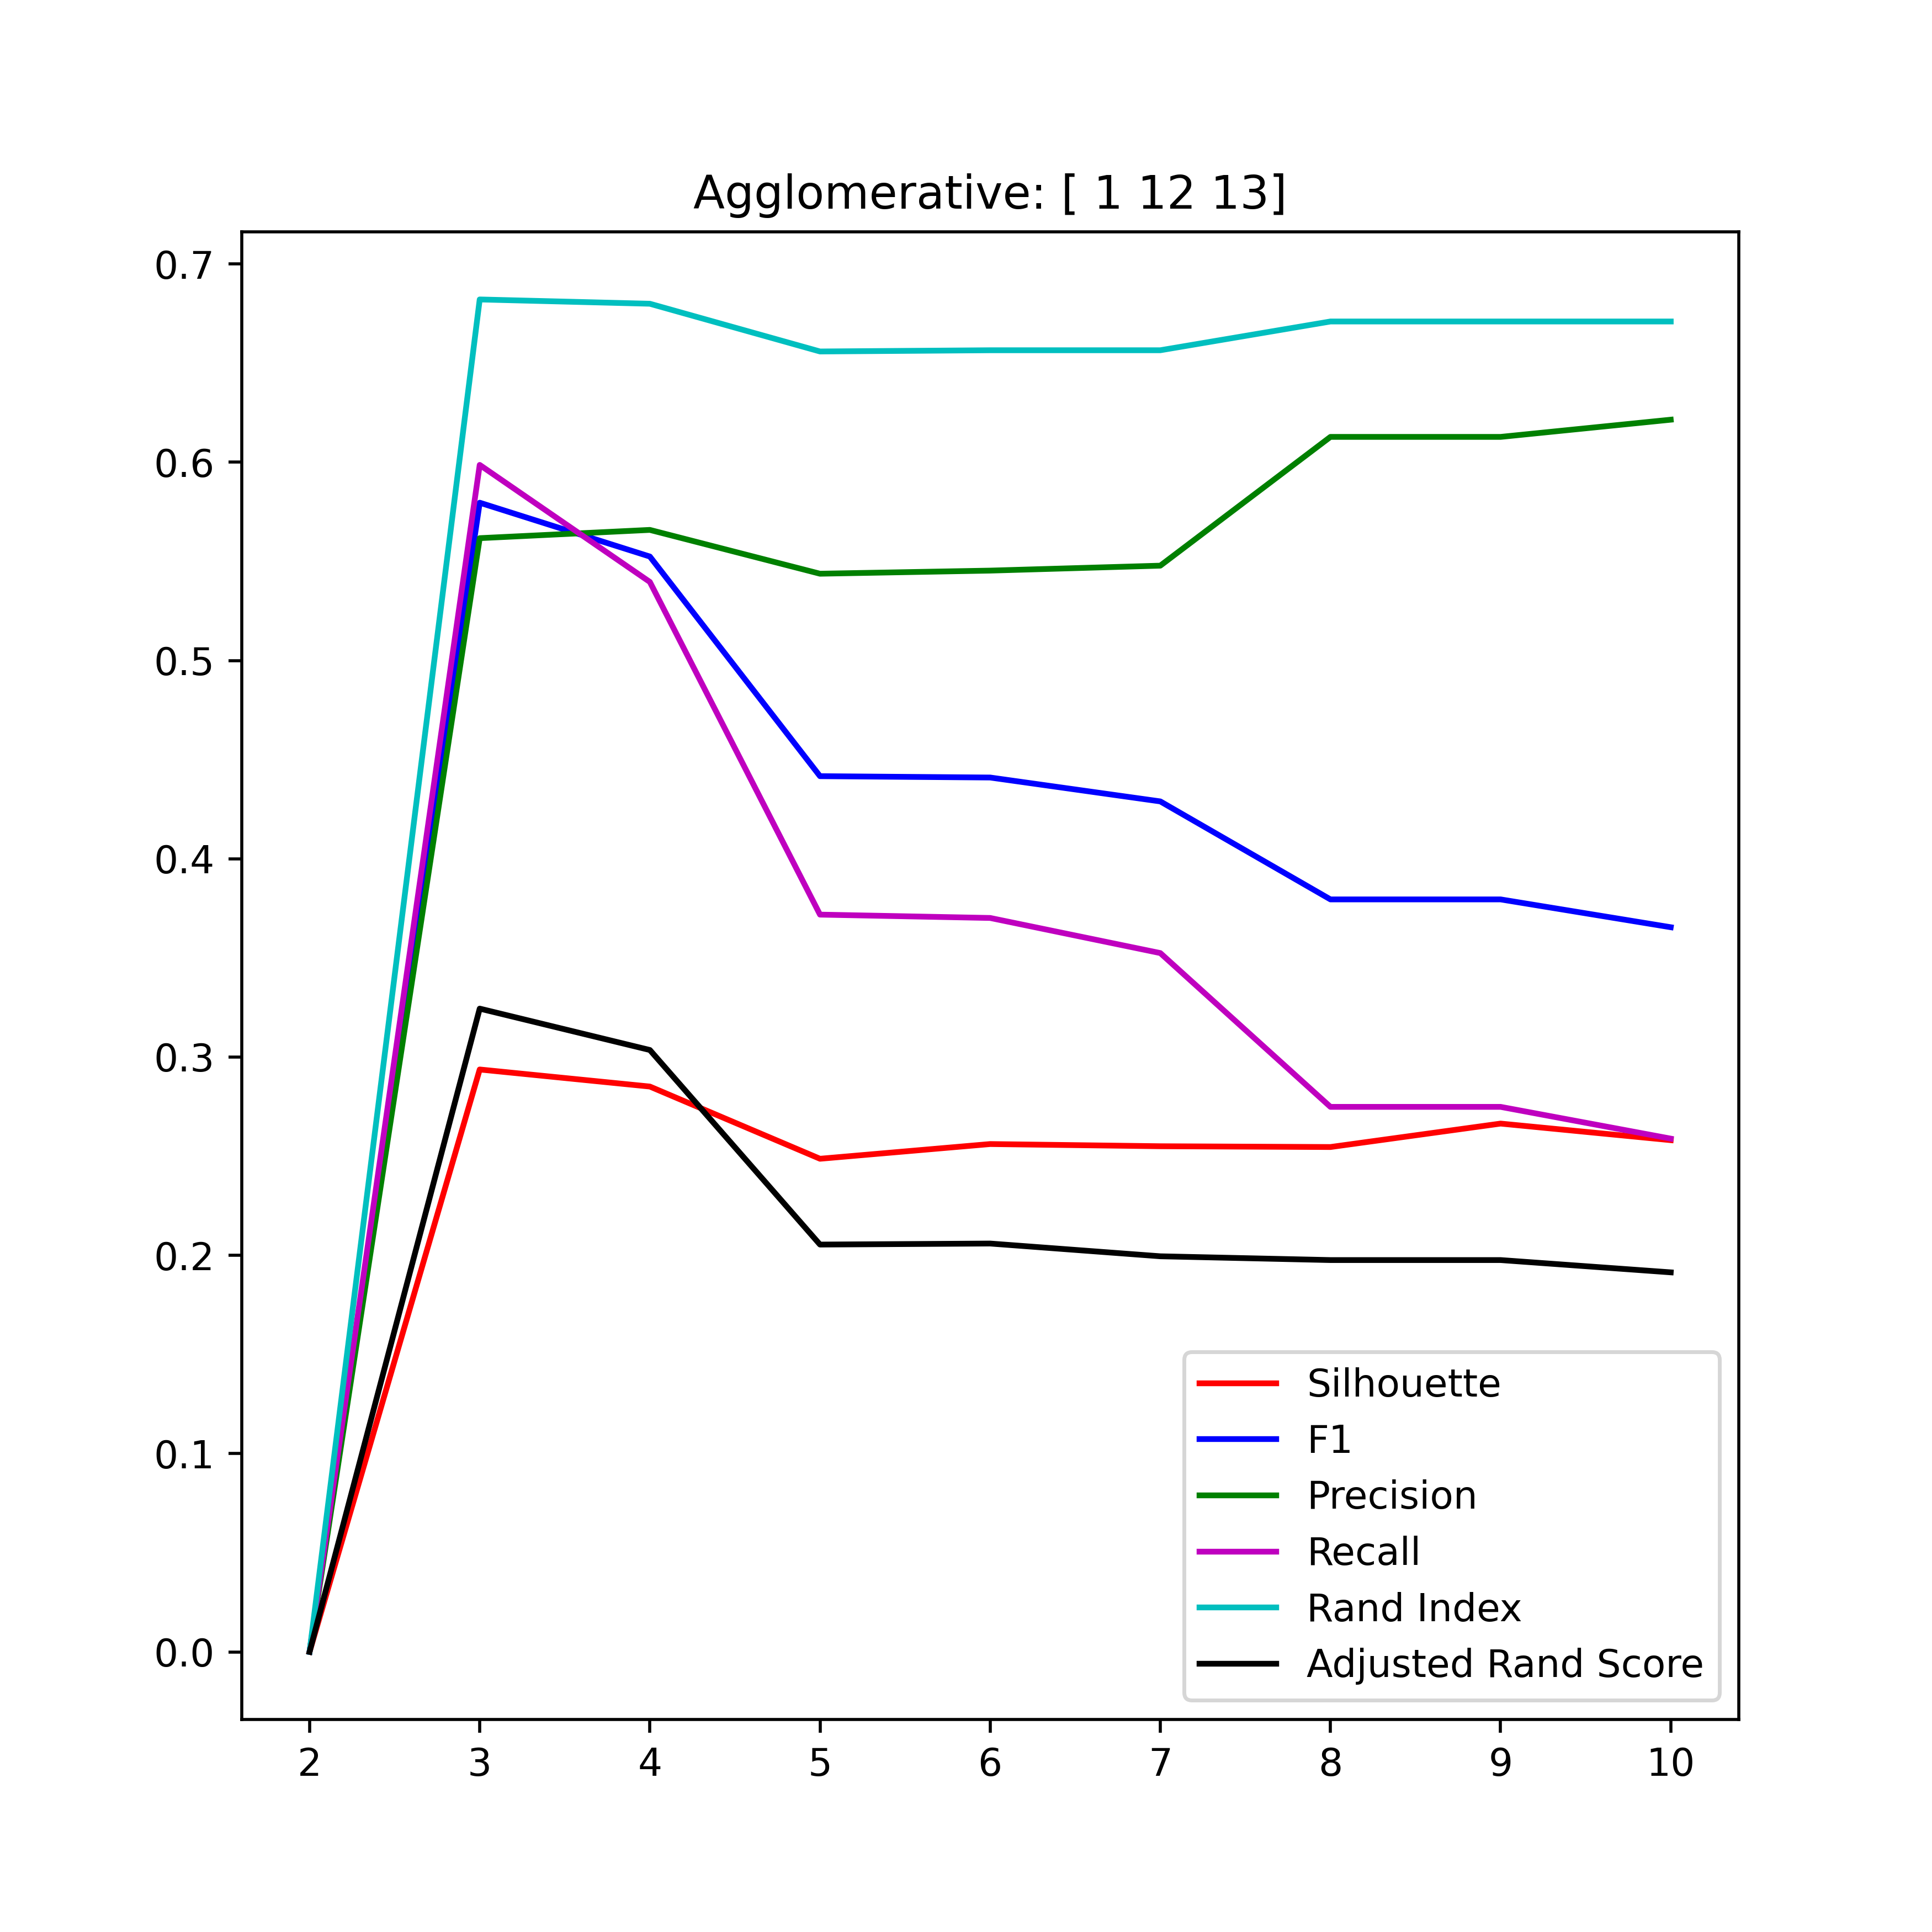 Agglomerative: [ 1 12 13]
0.7
0.6
0.5
0.4
0.3
0.2
0.1
0.0
Silhouette
F1
Precision
Recall
Rand Index
Adjusted Rand Score
2 3 4 5 6 7 8 9 10